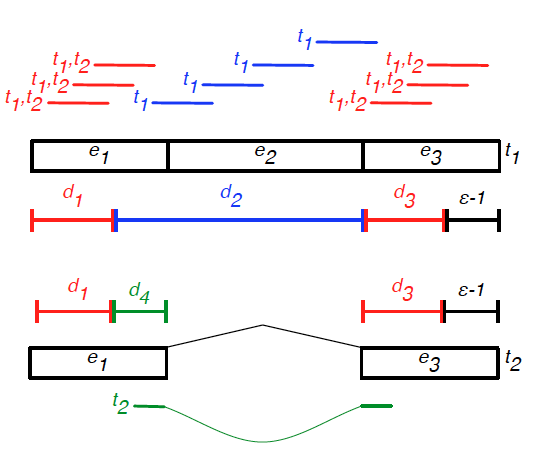 t1
t1,t2 t1 t1,t2
t1,t2 t1 t1,t2
t1,t2 t1 t1,t2
e1 e2 e3 t1
d1 d2 d3 ε-1
d1 d4 d3 ε-1
e1 e3 t2
t2